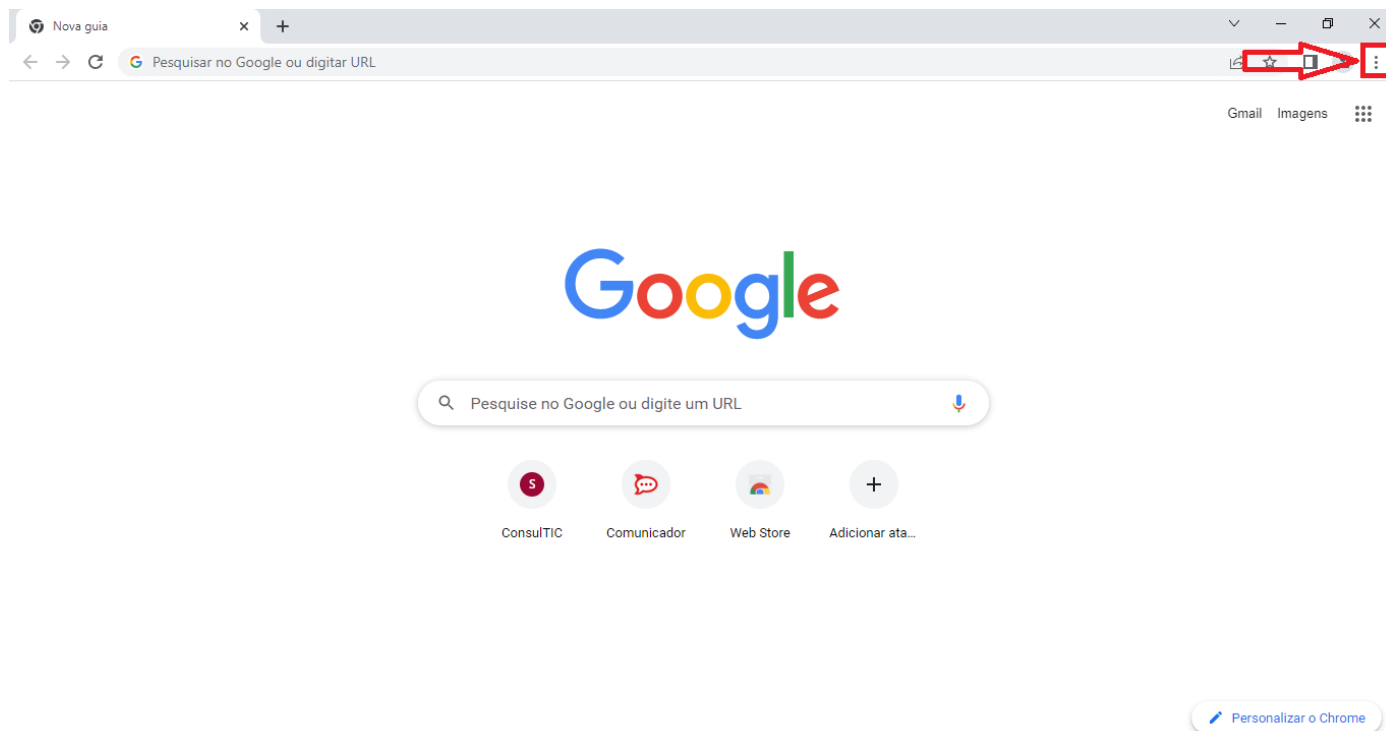 Nova guia
Pesquisar no Google ou digitar URL
Gmail Imagens
Google
Pesquise no Google ou digite um URL
S
ConsulTIC Comunicador Web Store Adicionar ata...
Personalizar o Chrome